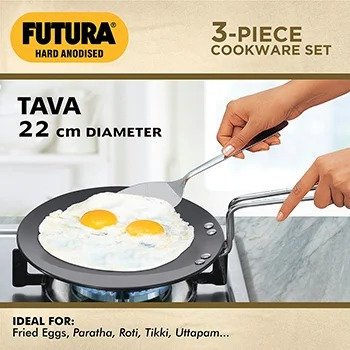 FUTURA®
HARD ANODISED
3-PIECE
COOKWARE SET
TAVA
22 cm DIAMETER
IDEAL FOR:
Fried Eggs, Paratha, Roti, Tikki, Uttapam...